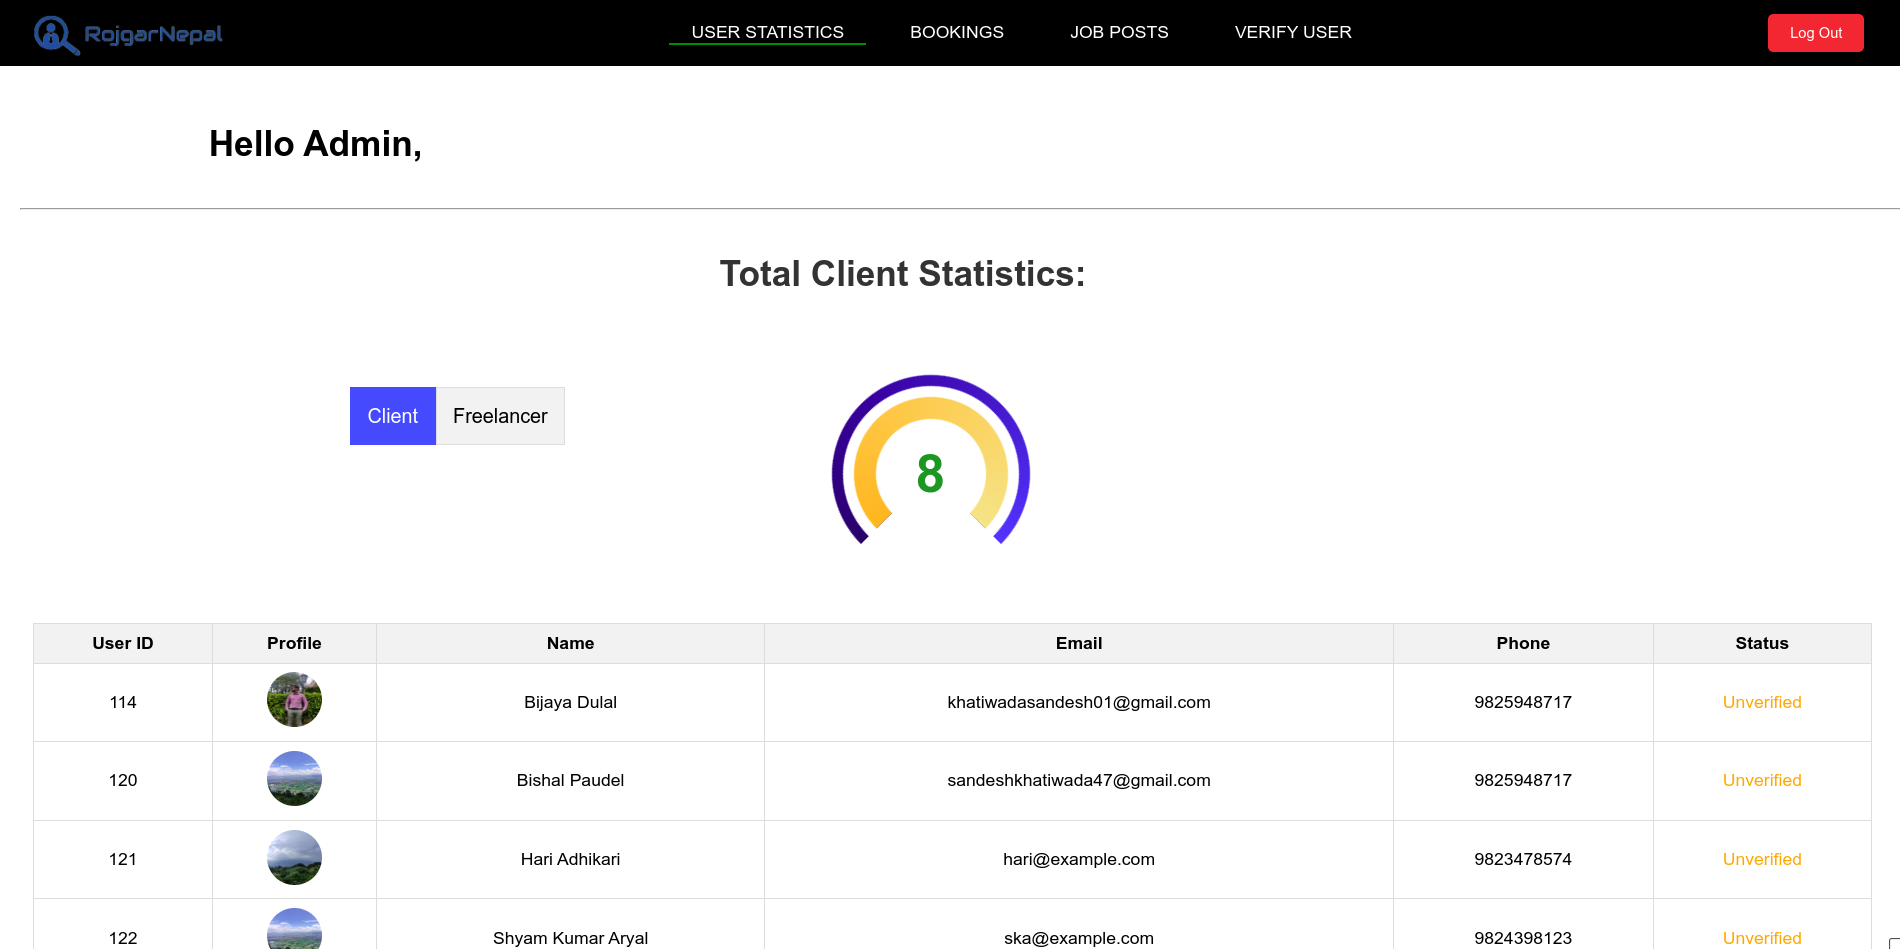 RojgarNepal USER STATISTICS BOOKINGS JOB POSTS VERIFY USER Log Out
Hello Admin,
Total Client Statistics:
Client Freelancer
8
User ID Profile Name Email Phone Status
114 Bijaya Dulal khatiwadasandesh01@gmail.com 9825948717 Unverified
120 Bishal Paudel sandeshkhatiwada47@gmail.com 9825948717 Unverified
121 Hari Adhikari hari@example.com 9823478574 Unverified
122 Shyam Kumar Aryal ska@example.com 9824398123 Unverified